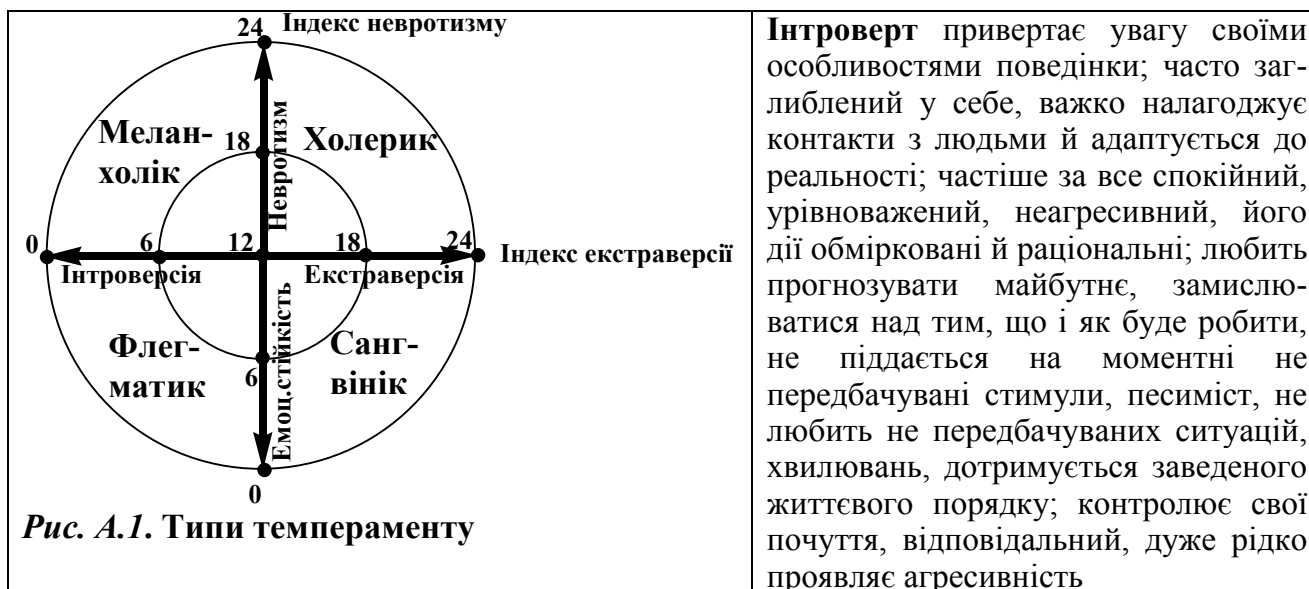 24 Індекс невротизму
Мелан-
холік
18
Холерик
Невротизм
0
6
12
18
24
Індекс екстраверсії
Інтроверсія
Екстраверсія
Флег-
матик
6
Емоц.стійкість
Санг-
вінік
0
Рис. А.1. Типи темпераменту
Інтроверт привертає увагу своїми
особливостями поведінки; часто заг-
либлений у себе, важко налагоджує
контакти з людьми й адаптується до
реальності; частіше за все спокійний,
урівноважений, неагресивний, його
дії обмірковані й раціональні; любить
прогнозувати майбутнє, замислю-
ватися над тим, що і як буде робити,
не піддається на моментні не
передбачувані стимули, песиміст, не
любить не передбачуваних ситуацій,
хвилювань, дотримується заведеного
життєвого порядку; контролює свої
почуття, відповідальний, дуже рідко
проявляє агресивність